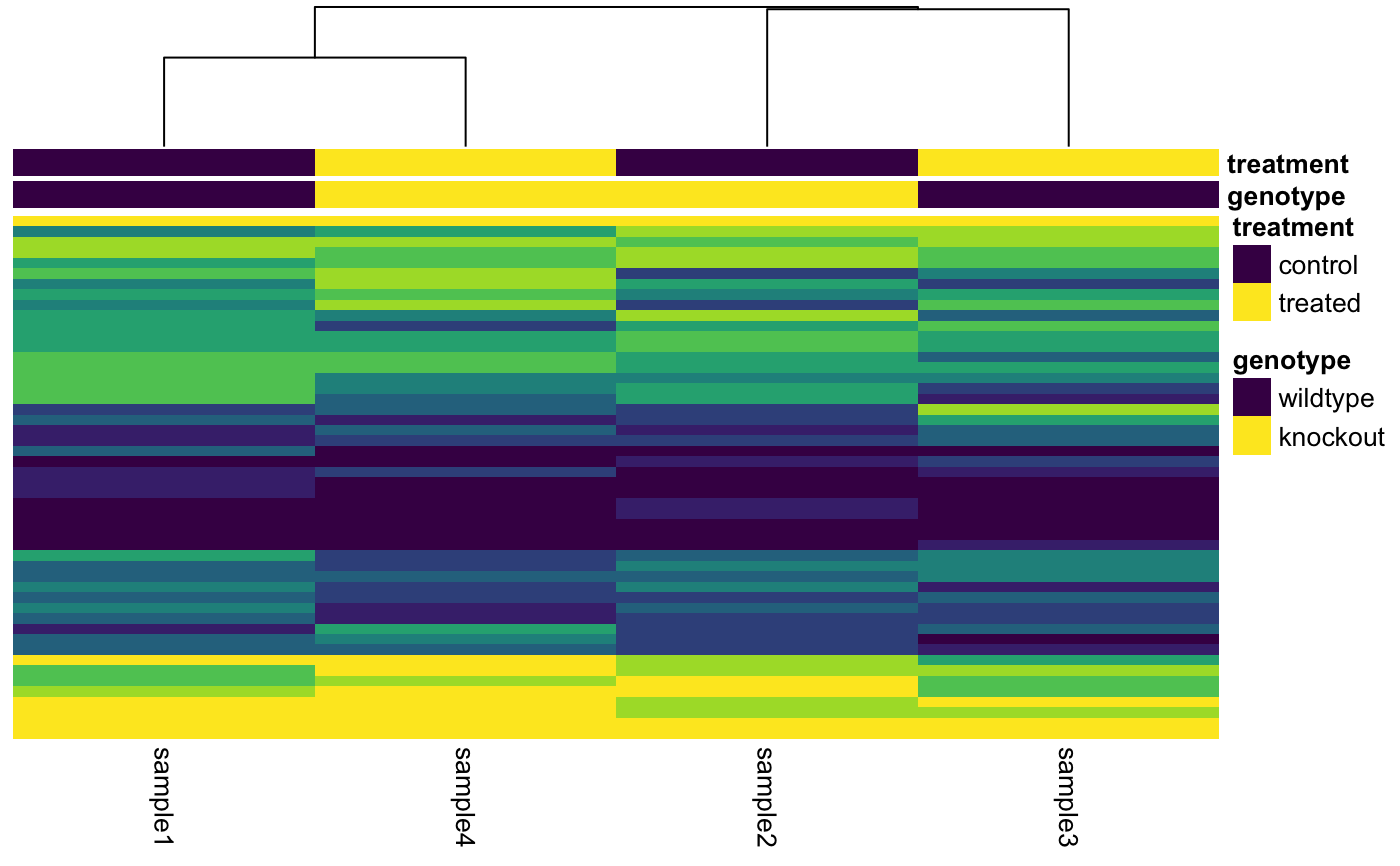 treatment
genotype
treatment
control
treated
genotype
wildtype
knockout
sample1
sample4
sample2
sample3